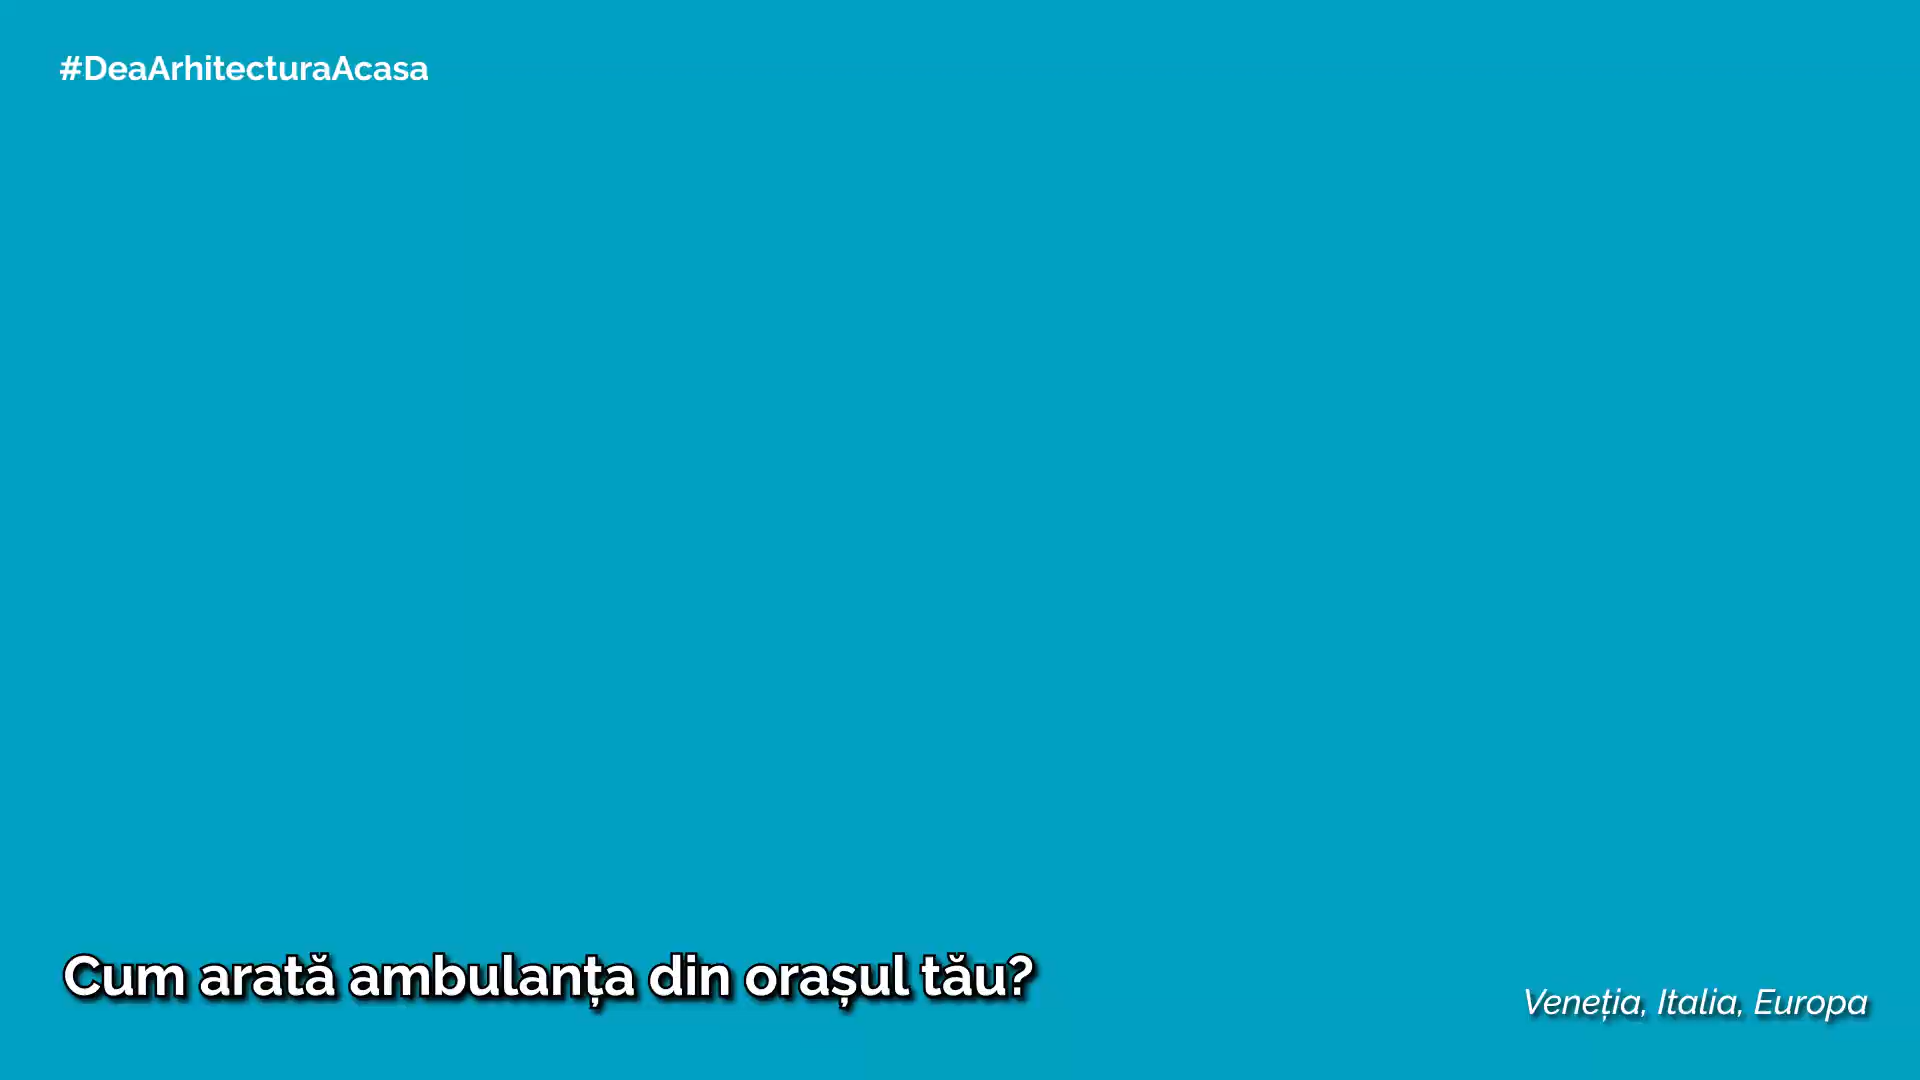 #DeaArhitecturaAcasa
Cum arată ambulanța din orașul tău?
Veneția, Italia, Europa